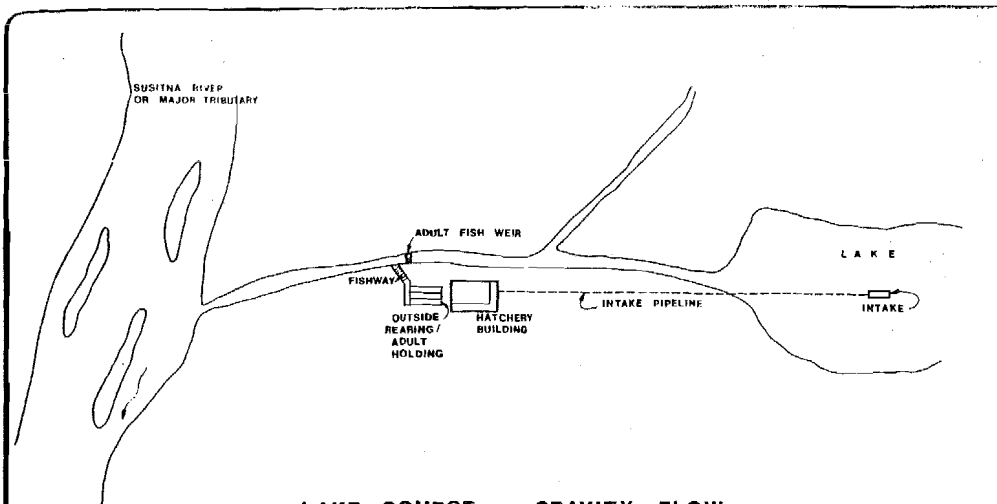 SUSITNA RIVER
OR MAJOR TRIBUTARY
ADULT FISH WEIR
FISHWAY
LAKE
INTAKE PIPELINE
INTAKE
OUTSIDE
REARING/
ADULT
HOLDING
HATCHERY
BUILDING
LAKE SOURCE GRAVITY FLOW